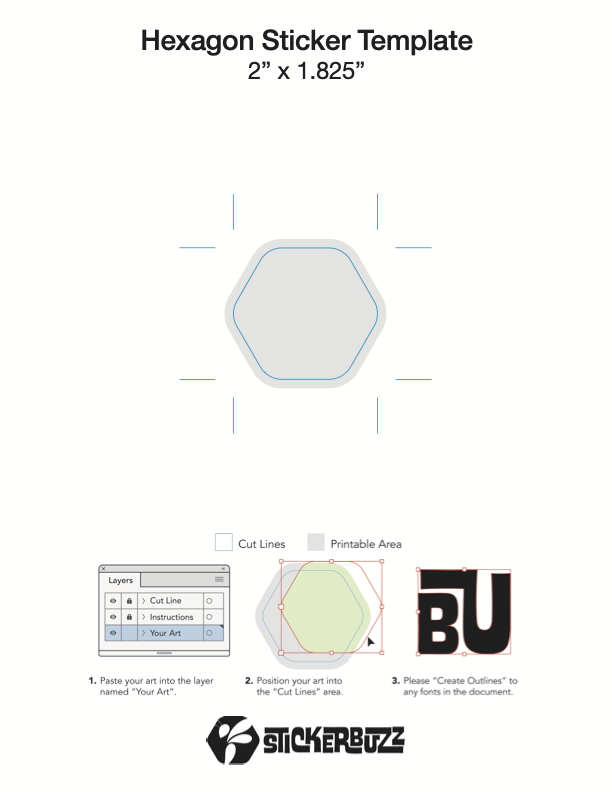 Hexagon Sticker Template
2” x 1.825”
Cut Lines
Printable Area
Layers
Cut Line
Instructions
Your Art
1. Paste your art into the layer
named “Your Art”.
2. Position your art into
the “Cut Lines” area.
3. Please “Create Outlines” to
any fonts in the document.
BU
STICKERBUZZ